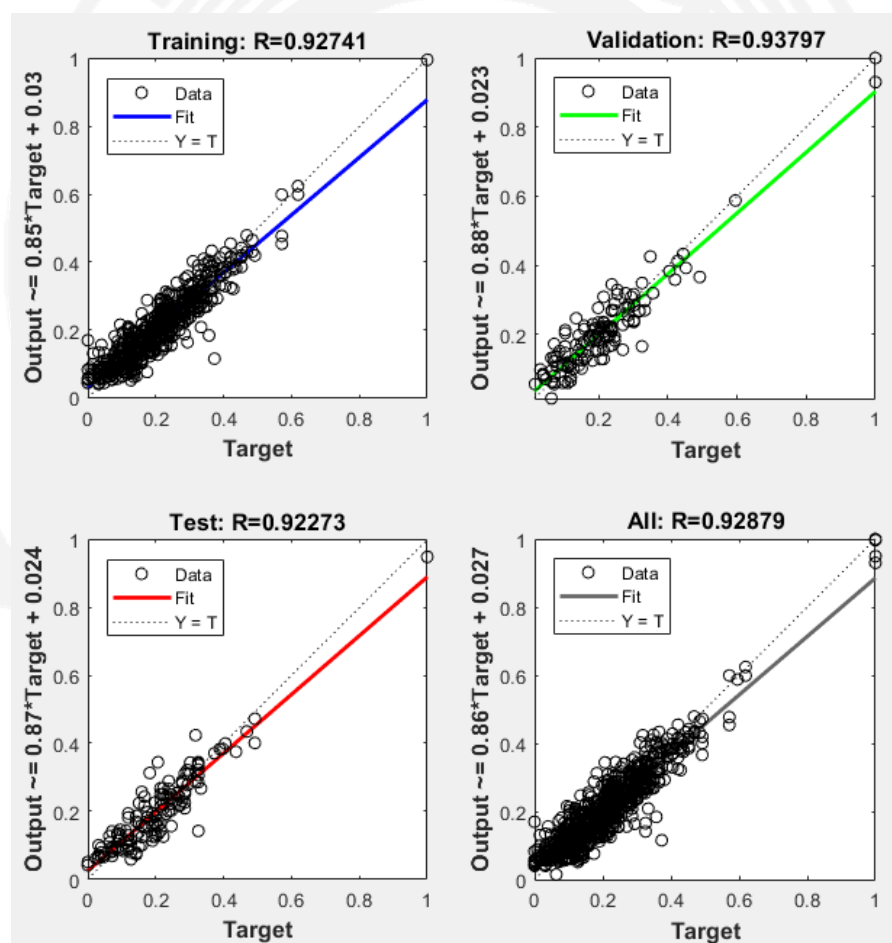 Training: R=0.92741
Output ~= 0.85*Target + 0.03
1
0.8
0.6
0.4
0.2
0
Data
Fit
Y = T
0 0.2 0.4 0.6 0.8 1
Target
Validation: R=0.93797
Output ~= 0.88*Target + 0.023
1
0.8
0.6
0.4
0.2
Data
Fit
Y = T
0.2 0.4 0.6 0.8 1
Target
Test: R=0.92273
Output ~= 0.87*Target + 0.024
1
0.8
0.6
0.4
0.2
0
Data
Fit
Y = T
0 0.2 0.4 0.6 0.8 1
Target
All: R=0.92879
Output ~= 0.86*Target + 0.027
1
0.8
0.6
0.4
0.2
0
Data
Fit
Y = T
0 0.2 0.4 0.6 0.8 1
Target